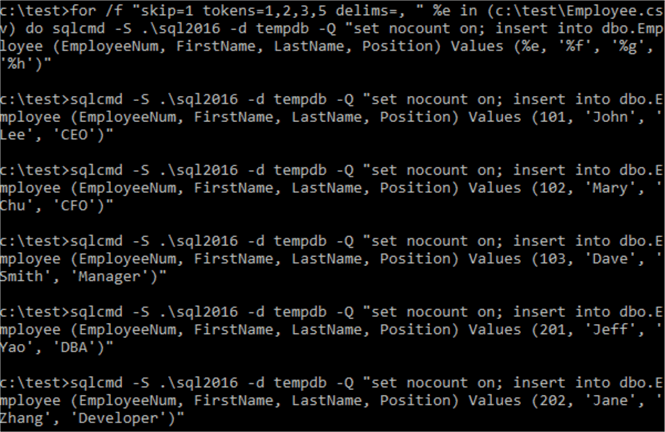 c:\test>for /f "skip=1 tokens=1,2,3,5 delims=, " %e in (c:\test\Employee.cs
v) do sqlcmd -S .\sql2016 -d tempdb -Q "set nocount on; insert into dbo.Emp
loyee (EmployeeNum, FirstName, LastName, Position) Values (%e, '%f', '%g',
'%h')"
c:\test>sqlcmd -S .\sql2016 -d tempdb -Q "set nocount on; insert into dbo.E
mployee (EmployeeNum, FirstName, LastName, Position) Values (101, 'John', '
Lee', 'CEO')"
c:\test>sqlcmd -S .\sql2016 -d tempdb -Q "set nocount on; insert into dbo.E
mployee (EmployeeNum, FirstName, LastName, Position) Values (102, 'Mary', '
Chu', 'CFO')"
c:\test>sqlcmd -S .\sql2016 -d tempdb -Q "set nocount on; insert into dbo.E
mployee (EmployeeNum, FirstName, LastName, Position) Values (103, 'Dave', '
Smith', 'Manager')"
c:\test>sqlcmd -S .\sql2016 -d tempdb -Q "set nocount on; insert into dbo.E
mployee (EmployeeNum, FirstName, LastName, Position) Values (201, 'Jeff', '
Yao', 'DBA')"
c:\test>sqlcmd -S .\sql2016 -d tempdb -Q "set nocount on; insert into dbo.E
mployee (EmployeeNum, FirstName, LastName, Position) Values (202, 'Jane', '
Zhang', 'Developer')"